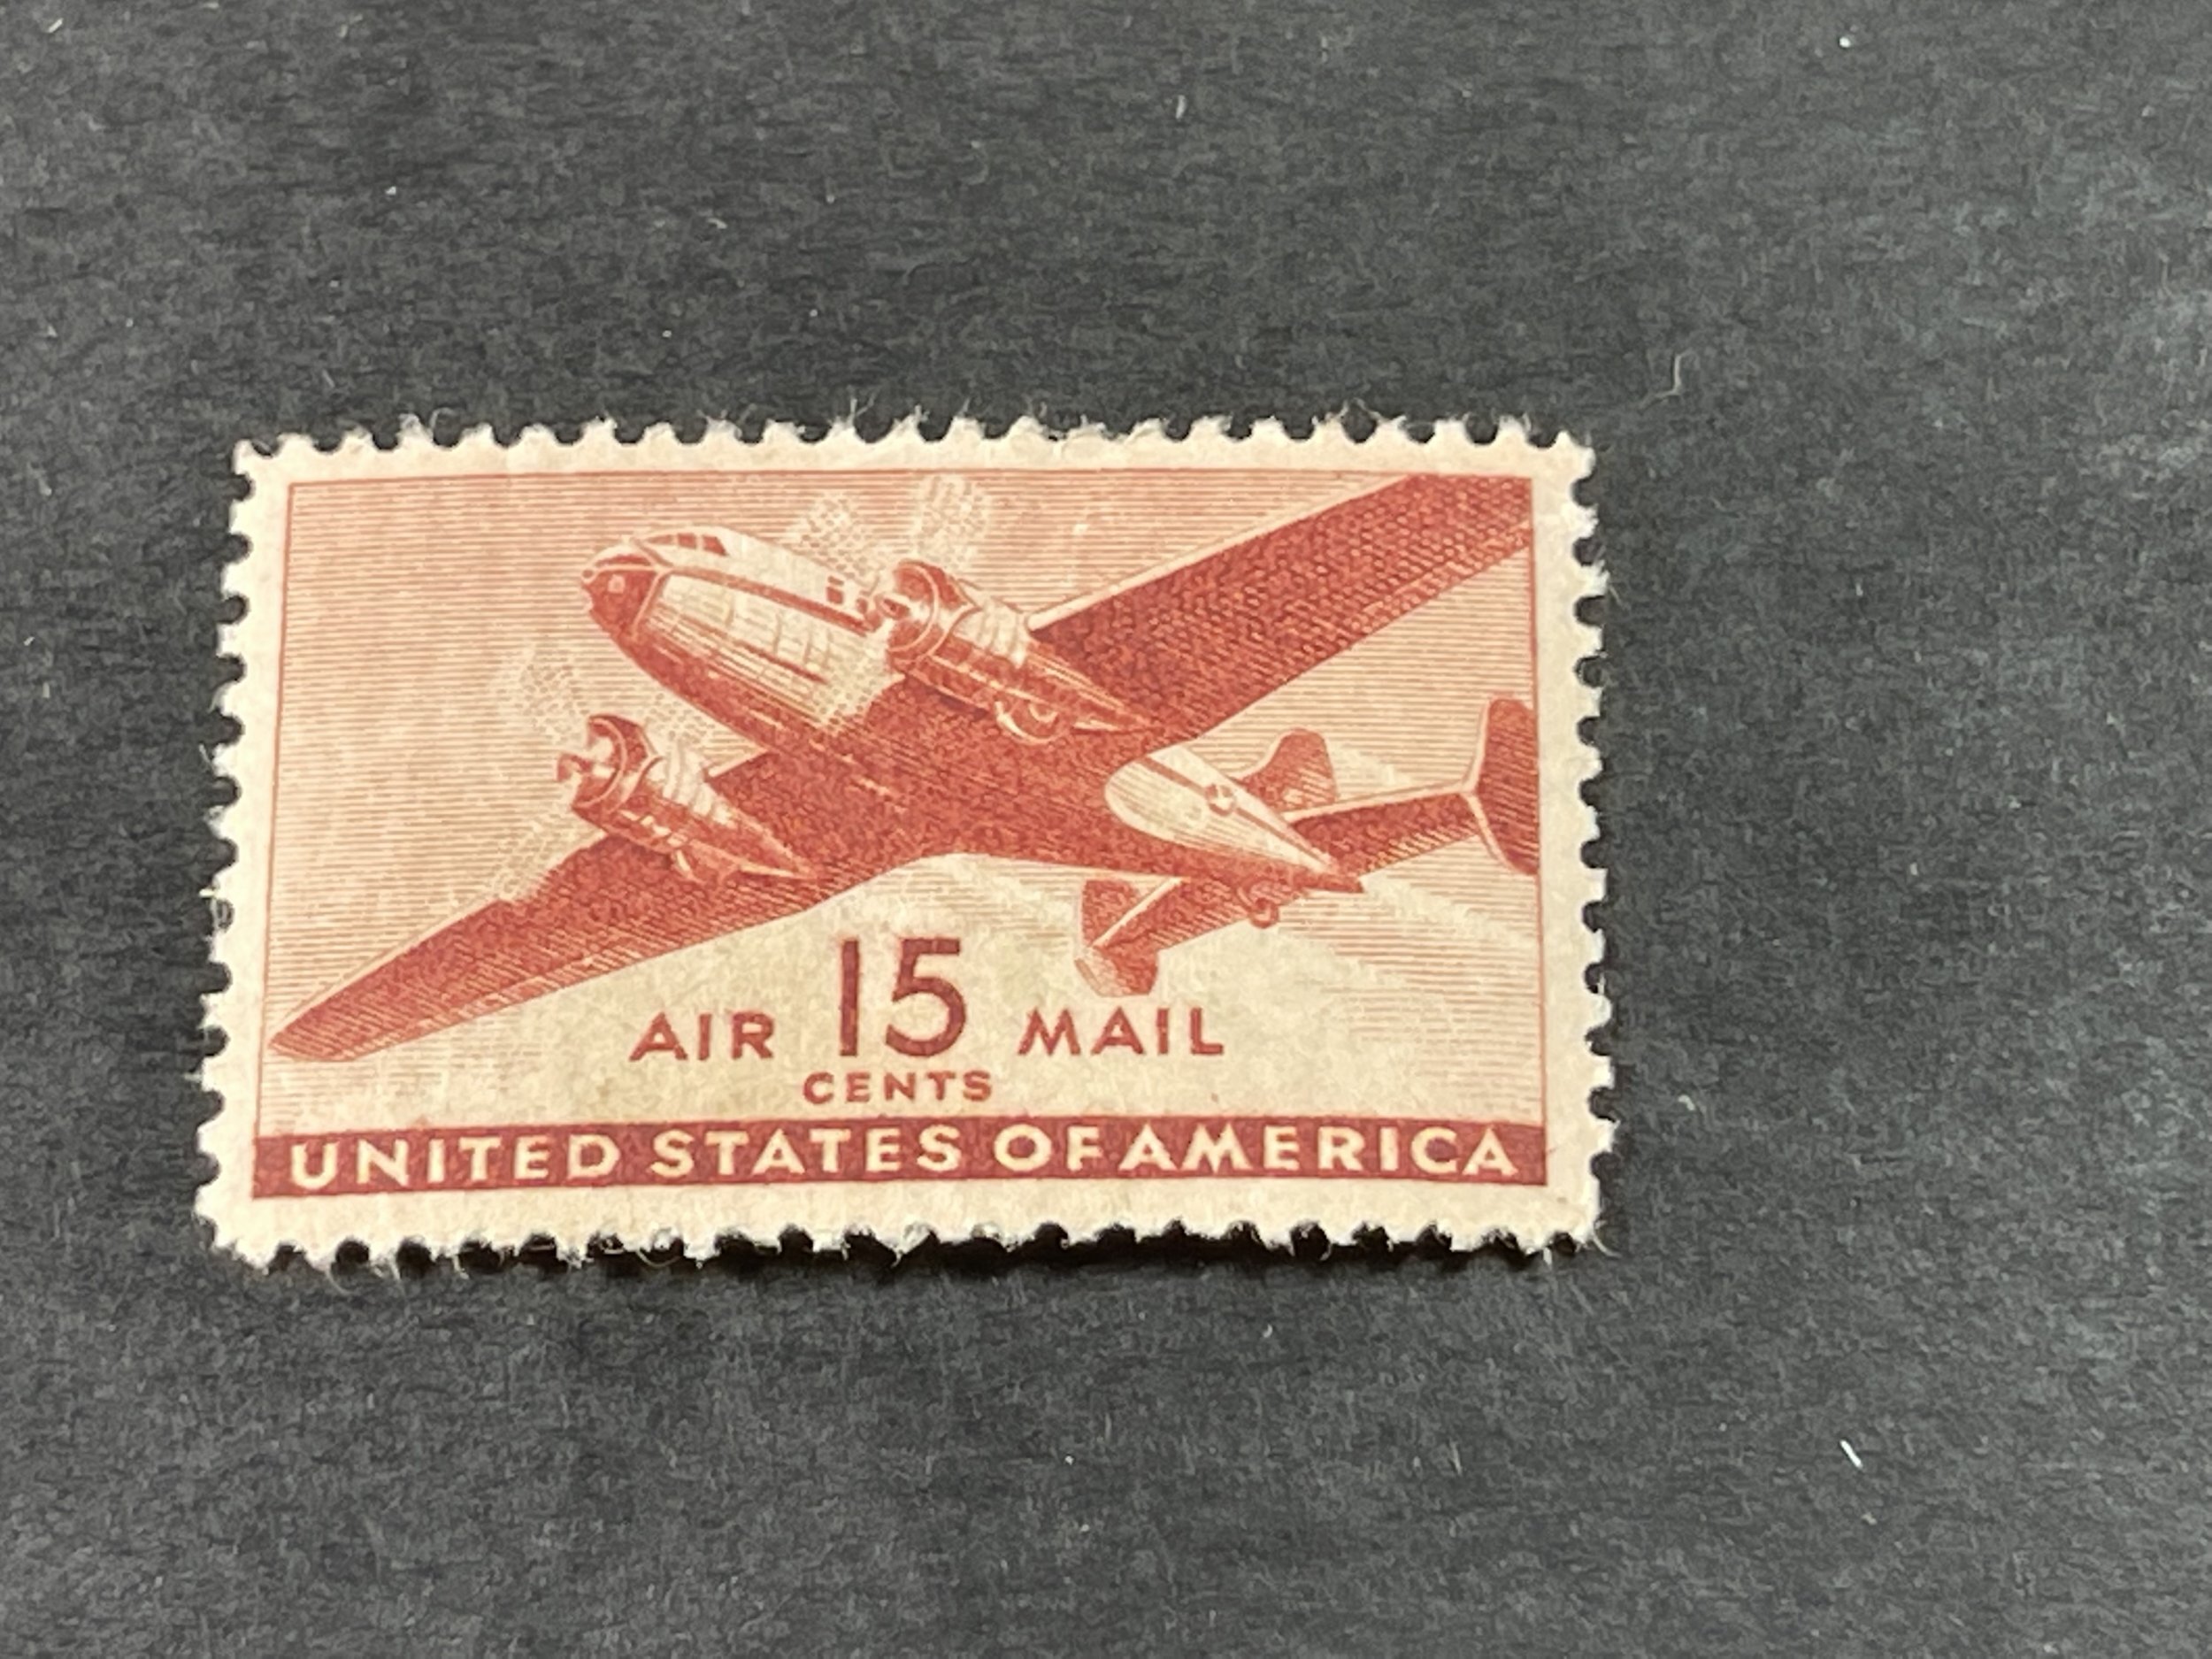 AIR 15 MAIL
CENTS
UNITED STATES OF AMERICA